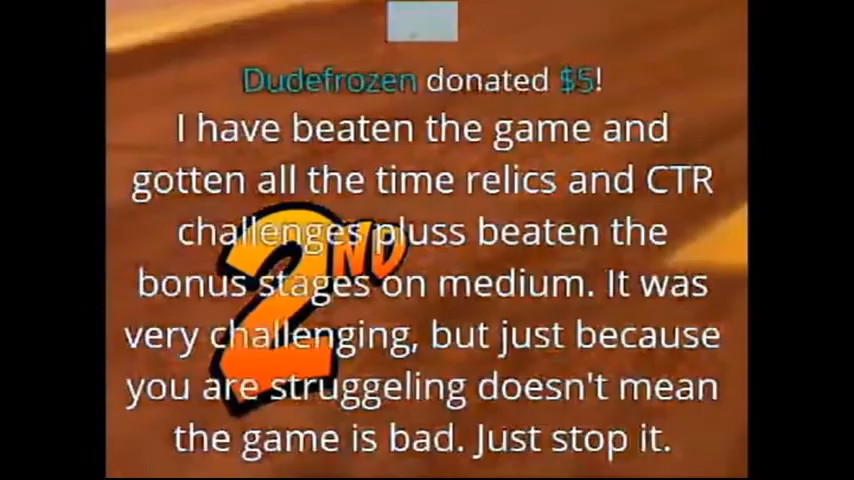 Dudefrozen donated $5!
I have beaten the game and
gotten all the time relics and CTR
challenges pluss beaten the
bonus stages on medium. It was
very challenging, but just because
you are struggeling doesn't mean
the game is bad. Just stop it.
2ND